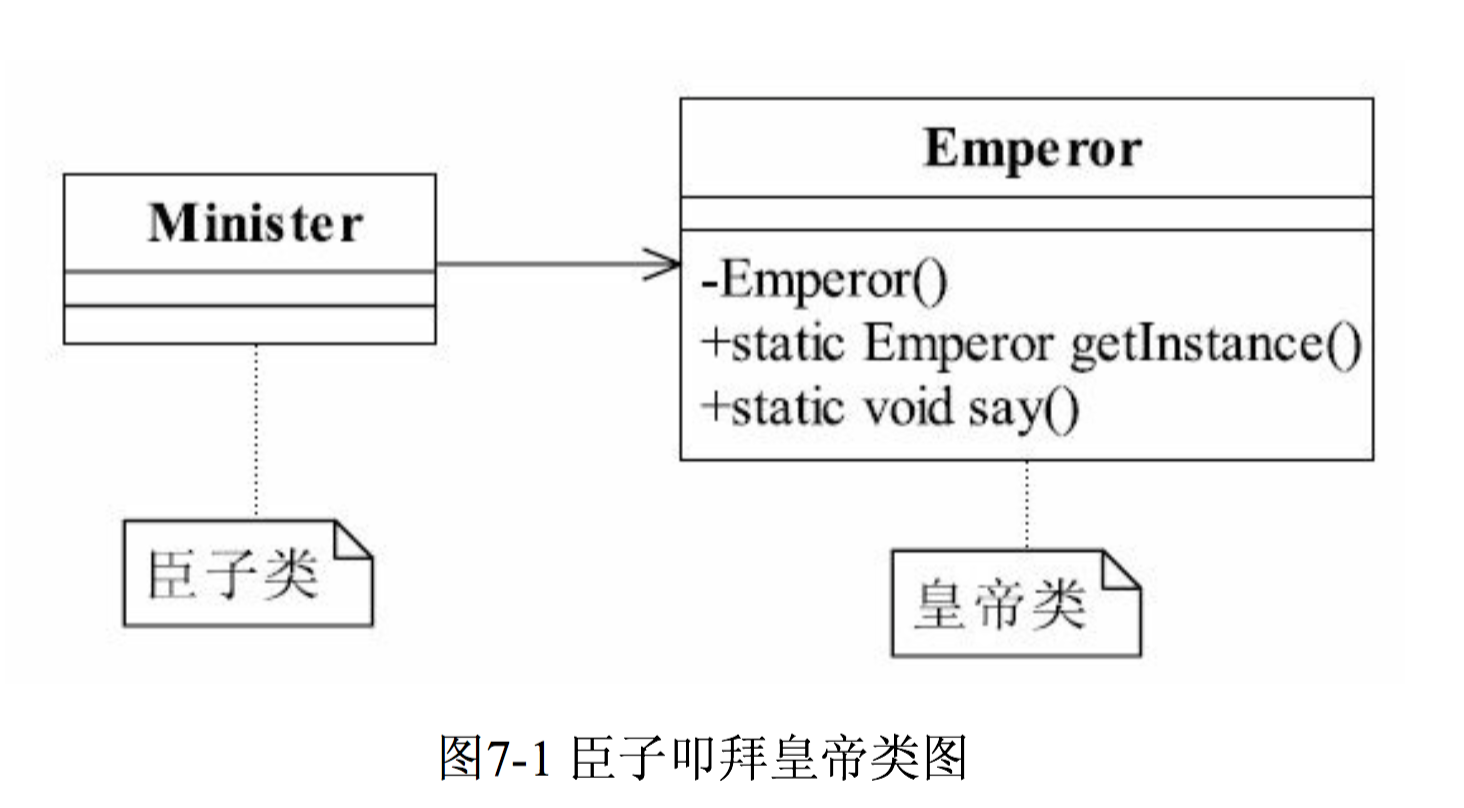 Minister
Emperor
-Emperor()
+static Emperor getInstance()
+static void say()
臣子类
皇帝类
图7-1 臣子叩拜皇帝类图